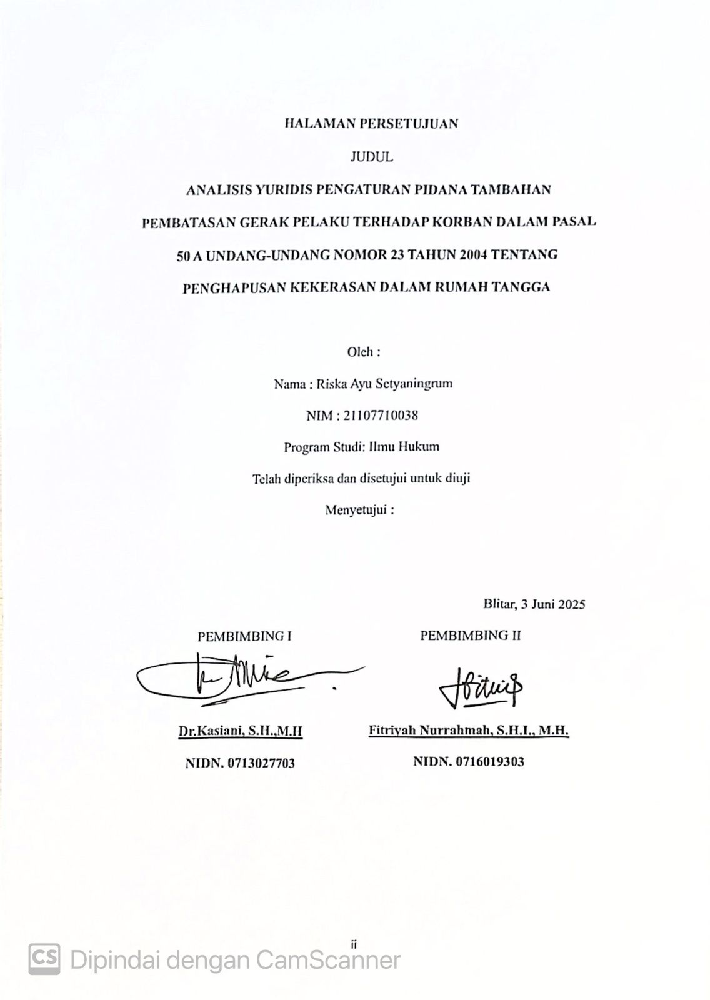 HALAMAN PERSETUJUAN
JUDUL
ANALISIS YURIDIS PENGATURAN PIDANA TAMBAHAN
PEMBATASAN GERAK PELAKU TERHADAP KORBAN DALAM PASAL
50 A UNDANG-UNDANG NOMOR 23 TAHUN 2004 TENTANG
PENGHAPUSAN KEKERASAN DALAM RUMAH TANGGA
Oleh :
Nama : Riska Ayu Setyaningrum
NIM : 21107710038
Program Studi: Ilmu Hukum
Telah diperiksa dan disetujui untuk diuji
Menyetujui :
Blitar, 3 Juni 2025
PEMBIMBING I PEMBIMBING II
Dr.Kasiani, S.H.,M.H Fitriyah Nurrahmah, S.H.I., M.H.
NIDN. 0713027703 NIDN. 0716019303
ii
CS Dipindai dengan CamScanner